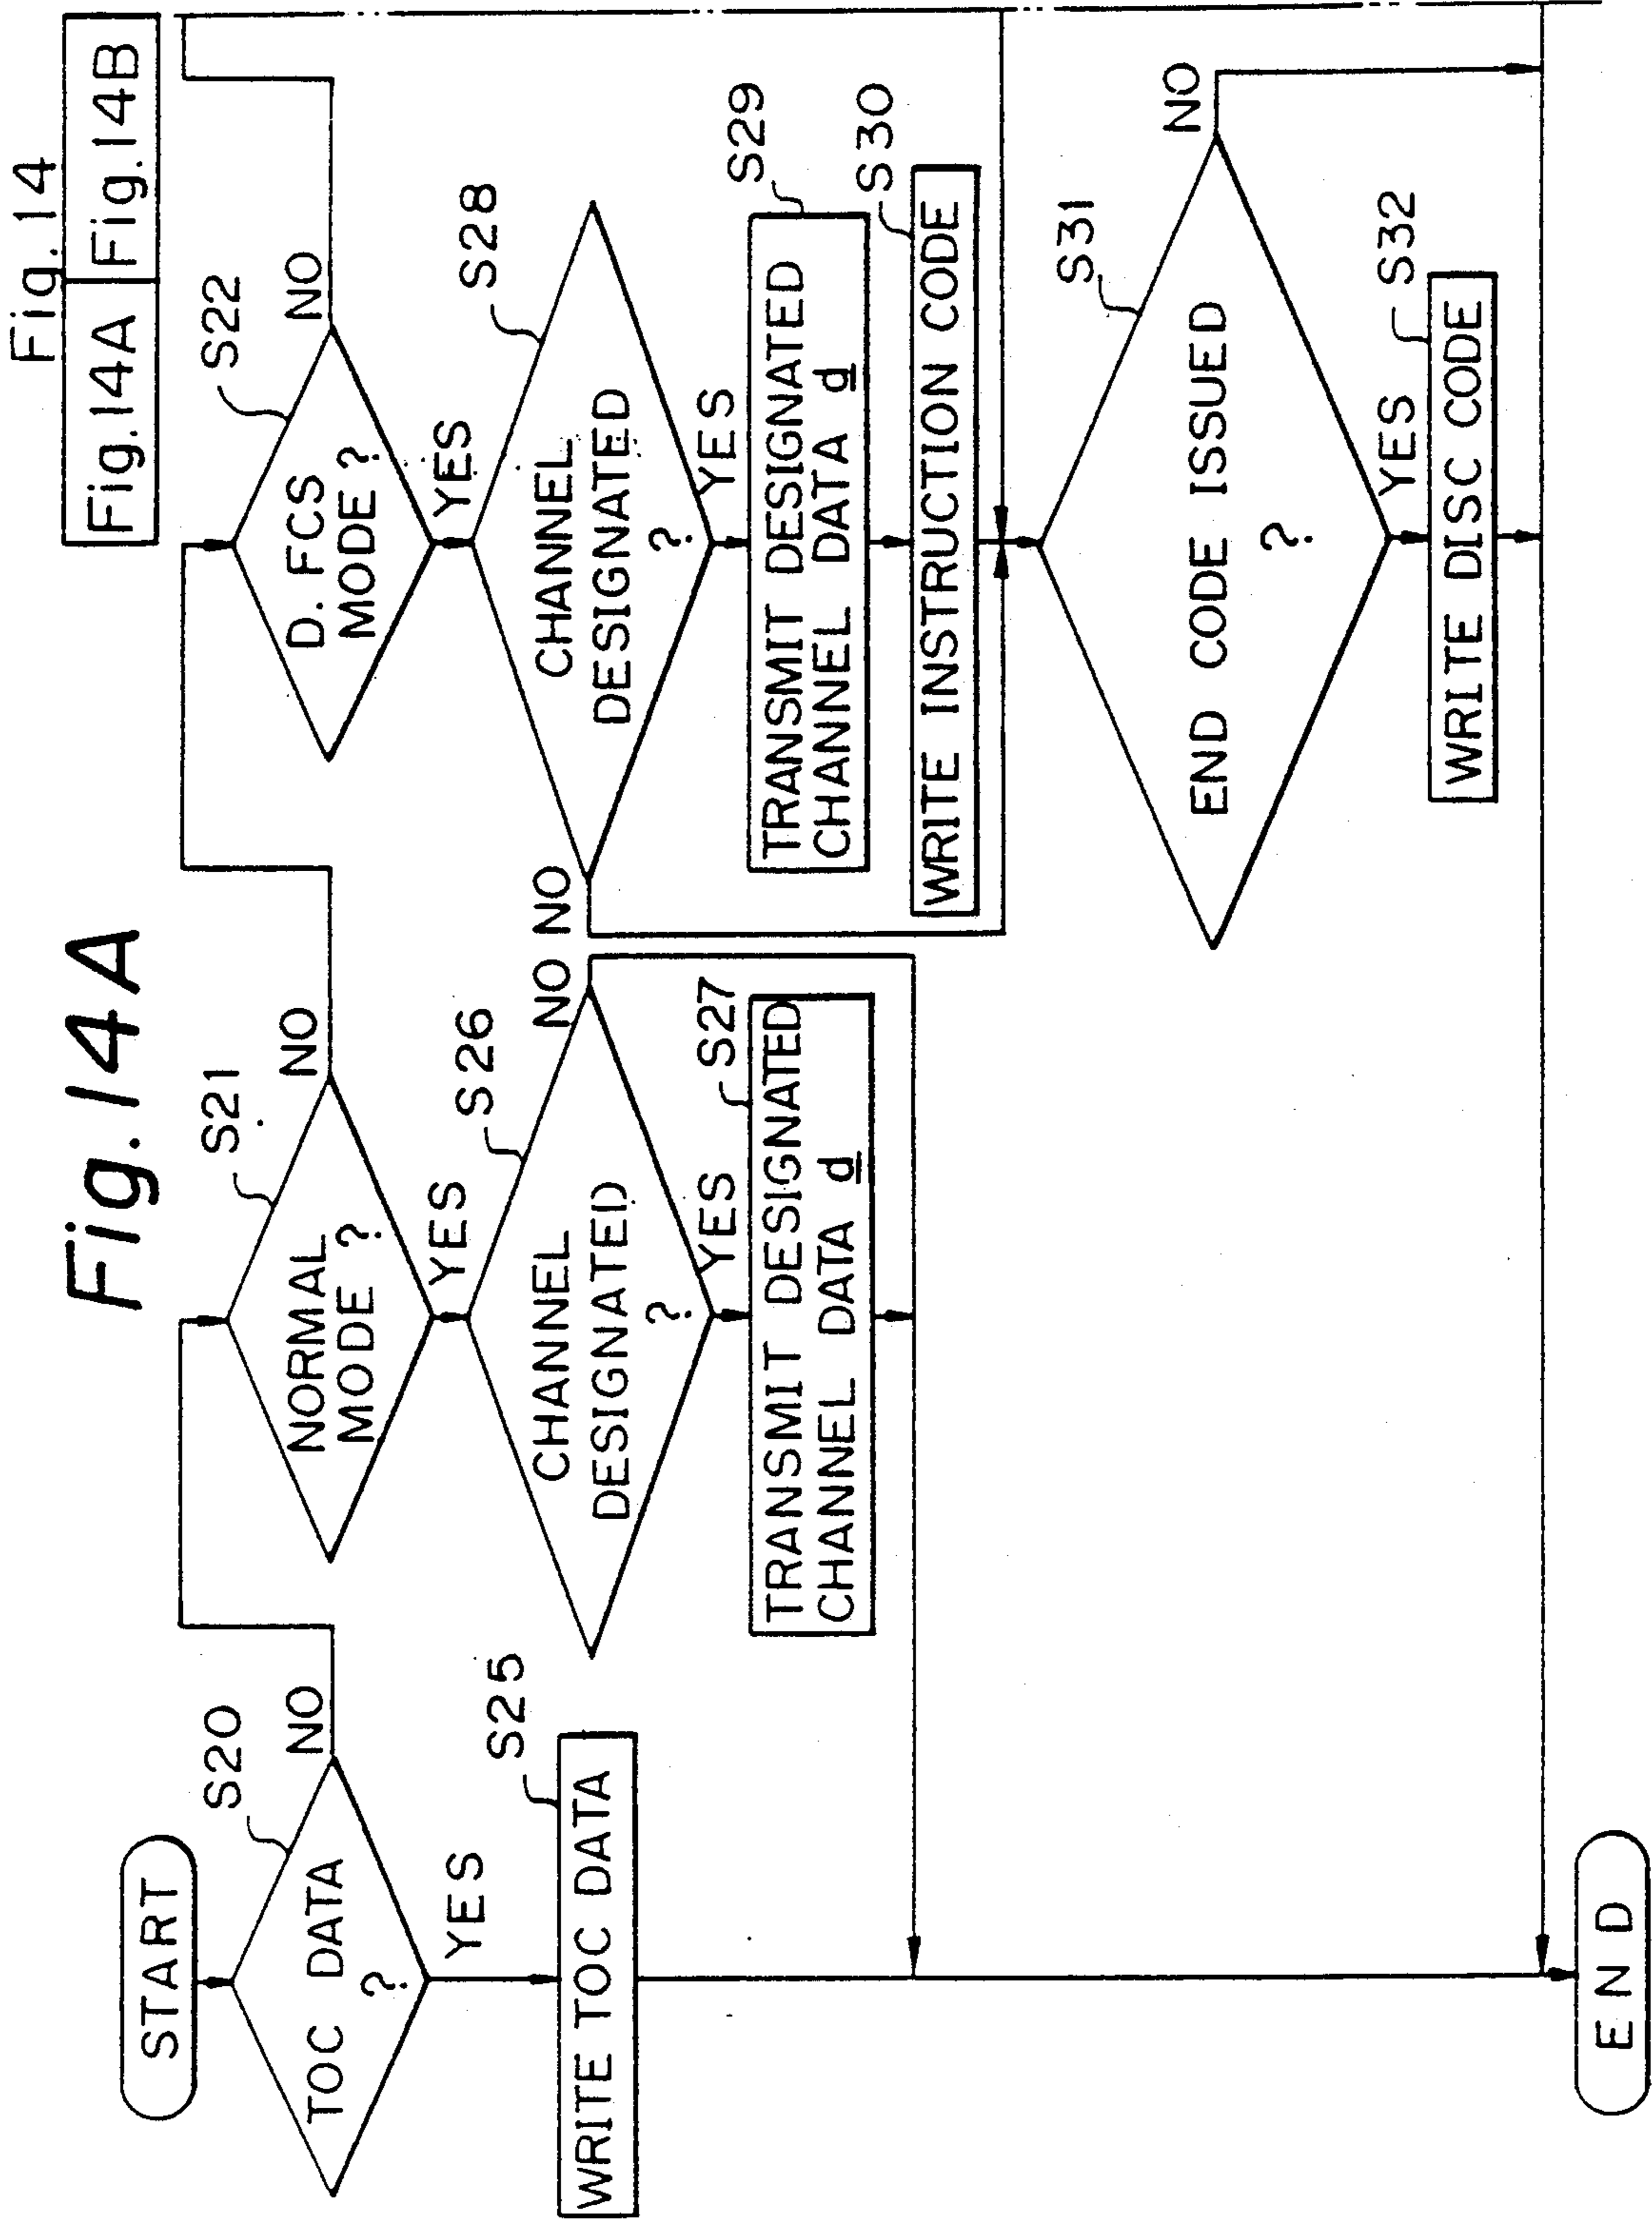 Fig. 14
Fig. 14A
Fig. 14B
Fig. 14A
START
S20
TOC DATA
?
NO
YES
S25
WRITE TOC DATA
S21
NORMAL
MODE ?
NO
YES
S26
CHANNEL
DESIGNATED
?
NO
YES
S27
TRANSMIT DESIGNATED
CHANNEL DATA d
S22
D. FCS
MODE ?
NO
YES
S28
CHANNEL
DESIGNATED
?
NO
YES
S29
TRANSMIT DESIGNATED
CHANNEL DATA d
S30
WRITE INSTRUCTION CODE
S31
END CODE ISSUED
?
NO
YES
S32
WRITE DISC CODE
END